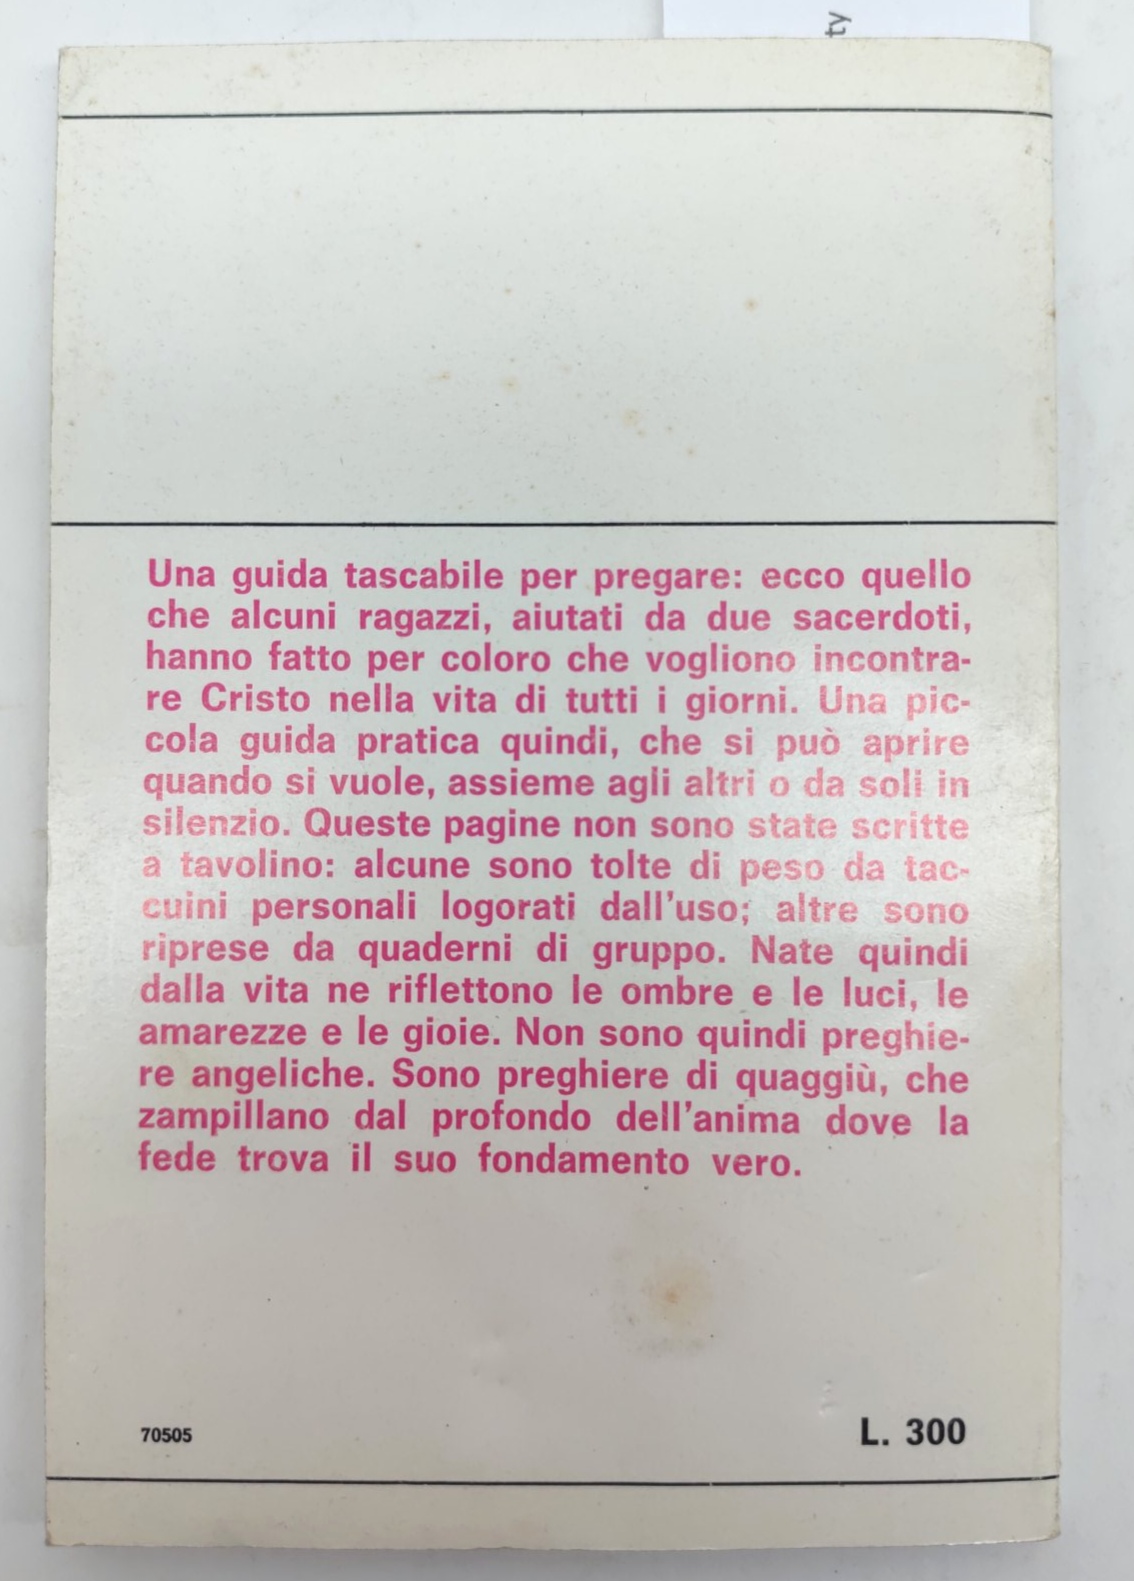 ty
Una guida tascabile per pregare: ecco quello
che alcuni ragazzi, aiutati da due sacerdoti,
hanno fatto per coloro che vogliono incontra-
re Cristo nella vita di tutti i giorni. Una pic-
cola guida pratica quindi, che si può aprire
quando si vuole, assieme agli altri o da soli in
silenzio. Queste pagine non sono state scritte
a tavolino: alcune sono tolte di peso da tac-
cuini personali logorati dall'uso; altre sono
riprese da quaderni di gruppo. Nate quindi
dalla vita ne riflettono le ombre e le luci, le
amarezze e le gioie. Non sono quindi preghie-
re angeliche. Sono preghiere di quaggiù, che
zampillano dal profondo dell'anima dove la
fede trova il suo fondamento vero.
70505
L. 300